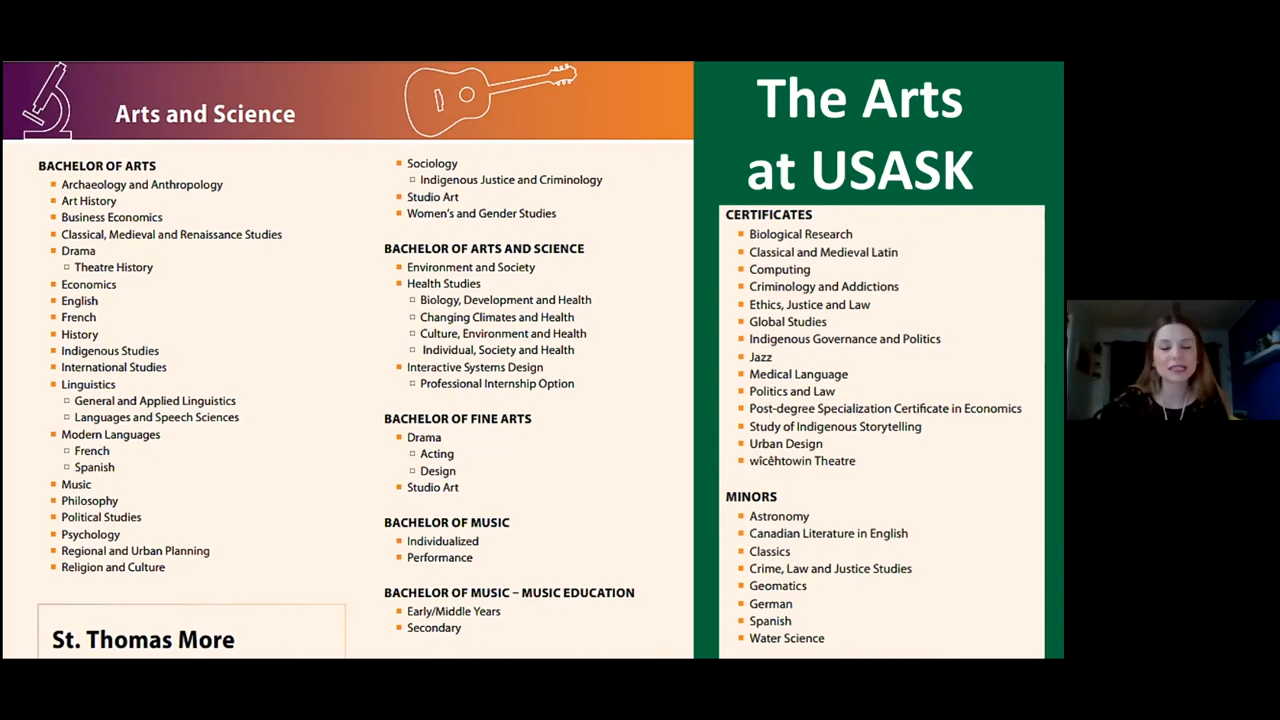 Arts and Science
BACHELOR OF ARTS
Archaeology and Anthropology
Art History
Business Economics
Classical, Medieval and Renaissance Studies
Drama
Theatre History
Economics
English
French
History
Indigenous Studies
International Studies
Linguistics
General and Applied Linguistics
Languages and Speech Sciences
Modern Languages
French
Spanish
Music
Philosophy
Political Studies
Psychology
Regional and Urban Planning
Religion and Culture
St. Thomas More
Sociology
Indigenous Justice and Criminology
Studio Art
Women's and Gender Studies
BACHELOR OF ARTS AND SCIENCE
Environment and Society
Health Studies
Biology, Development and Health
Changing Climates and Health
Culture, Environment and Health
Individual, Society and Health
Interactive Systems Design
Professional Internship Option
BACHELOR OF FINE ARTS
Drama
Acting
Design
Studio Art
BACHELOR OF MUSIC
Individualized
Performance
BACHELOR OF MUSIC – MUSIC EDUCATION
Early/Middle Years
Secondary
The Arts
at USASK
CERTIFICATES
Biological Research
Classical and Medieval Latin
Computing
Criminology and Addictions
Ethics, Justice and Law
Global Studies
Indigenous Governance and Politics
Jazz
Medical Language
Politics and Law
Post-degree Specialization Certificate in Economics
Study of Indigenous Storytelling
Urban Design
wîcêhtowin Theatre
MINORS
Astronomy
Canadian Literature in English
Classics
Crime, Law and Justice Studies
Geomatics
German
Spanish
Water Science